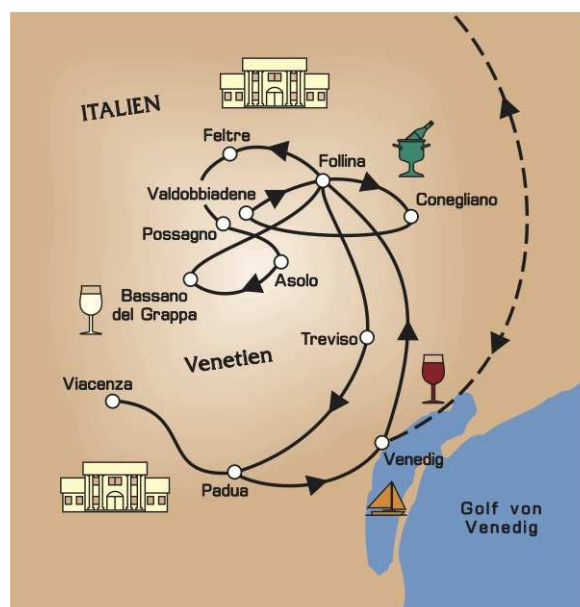 ITALIEN
Feltre
Follina
Valdobbiadene
Conegliano
Possagno
Asolo
Bassano
del Grappa
Venetien
Treviso
Viacenza
Venedig
Padua
Golf von
Venedig